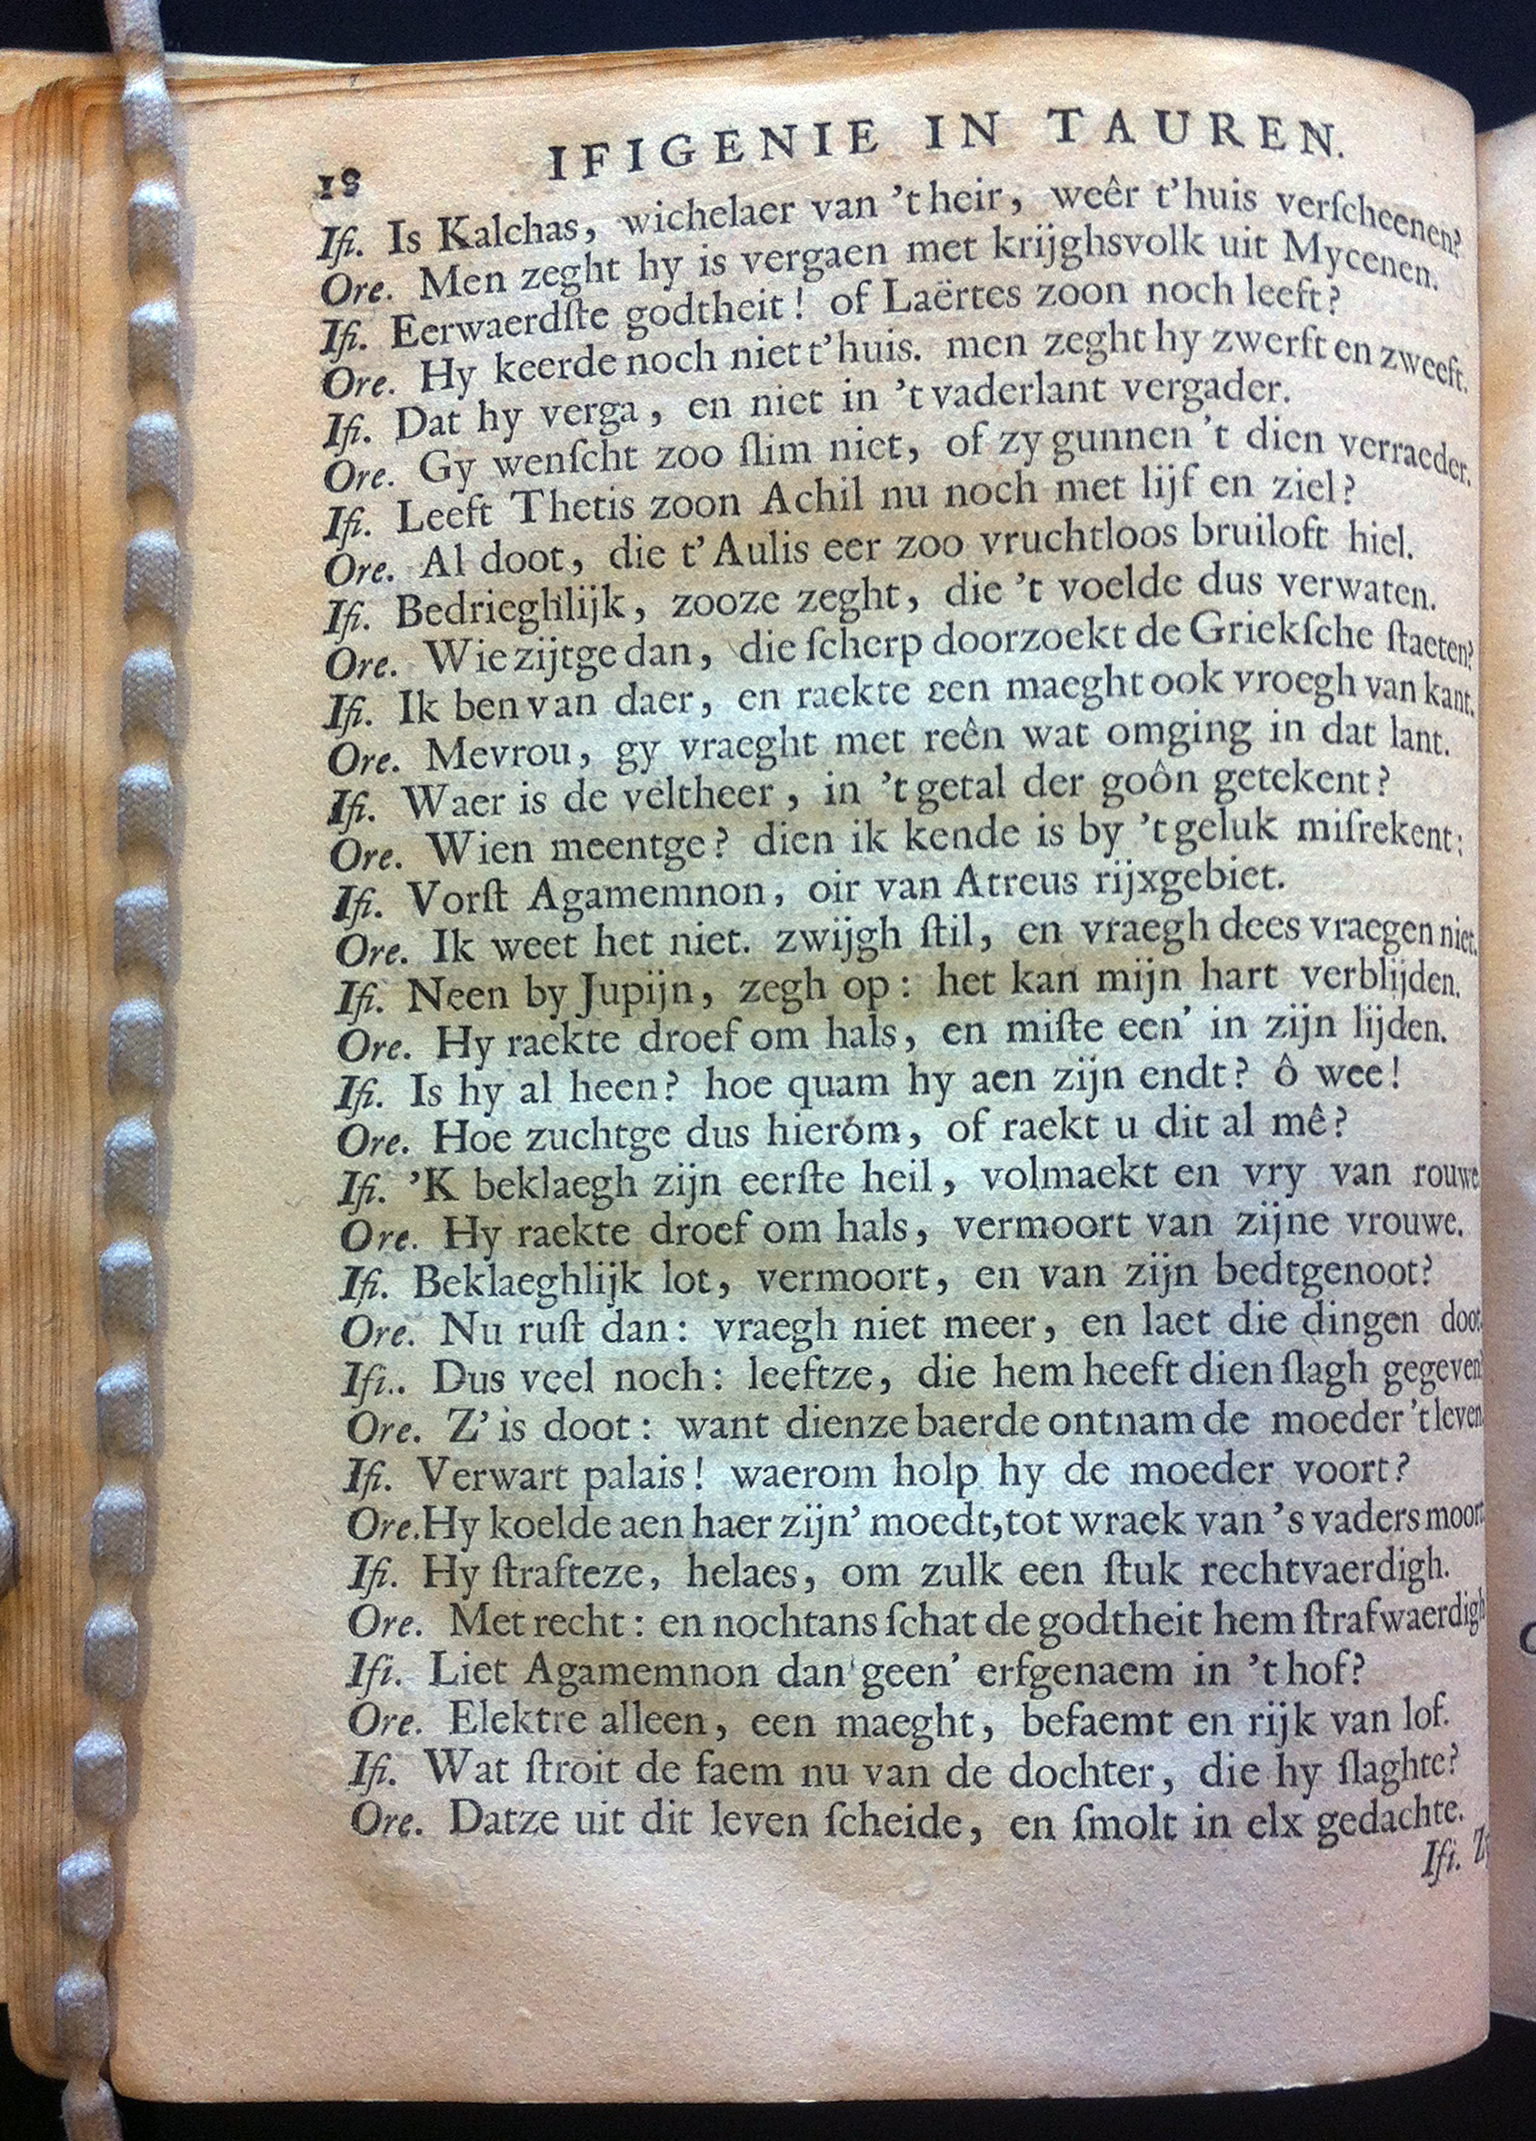 18 IFIGENIE IN TAUREN.
Ifi. Is Kalchas, wichelaer van 't heir, weêr t'huis verſcheenen?
Ore. Men zeght hy is vergaen met krijghsvolk uit Mycenen.
Ifi. Eerwaerdſte godtheit! of Laërtes zoon noch leeft?
Ore. Hy keerde noch niet t'huis. men zeght hy zwerft en zweeft.
Ifi. Dat hy verga, en niet in 't vaderlant vergader.
Ore. Gy wenſcht zoo ſlim niet, of zy gunnen 't dien verraeder.
Ifi. Leeft Thetis zoon Achil nu noch met lijf en ziel?
Ore. Al doot, die t'Aulis eer zoo vruchtloos bruiloft hiel.
Ifi. Bedrieghlijk, zooze zeght, die 't voelde dus verwaten.
Ore. Wie zijtge dan, die ſcherp doorzoekt de Griekſche ſtaeten?
Ifi. Ik ben van daer, en raekte een maeght ook vroegh van kant.
Ore. Mevrou, gy vraeght met reên wat omging in dat lant.
Ifi. Waer is de veltheer, in 't getal der goôn getekent?
Ore. Wien meentge? dien ik kende is by 't geluk miſrekent:
Ifi. Vorſt Agamemnon, oir van Atreus rijxgebiet.
Ore. Ik weet het niet. zwijgh ſtil, en vraegh dees vraegen niet.
Ifi. Neen by Jupijn, zegh op: het kan mijn hart verblijden.
Ore. Hy raekte droef om hals, en miſte een' in zijn lijden.
Ifi. Is hy al heen? hoe quam hy aen zijn endt? ô wee!
Ore. Hoe zuchtge dus hierom, of raekt u dit al mê?
Ifi. 'K beklaegh zijn eerſte heil, volmaekt en vry van rouwe
Ore. Hy raekte droef om hals, vermoort van zijne vrouwe.
Ifi. Beklaeghlijk lot, vermoort, en van zijn bedtgenoot?
Ore. Nu ruſt dan: vraegh niet meer, en laet die dingen doot.
Ifi.. Dus veel noch: leeftze, die hem heeft dien ſlagh gegeven?
Ore. Z' is doot: want dienze baerde ontnam de moeder 't leven.
Ifi. Verwart palais! waerom holp hy de moeder voort?
Ore. Hy koelde aen haer zijn' moedt, tot wraek van 's vaders moort.
Ifi. Hy ſtrafteze, helaes, om zulk een ſtuk rechtvaerdigh.
Ore. Met recht: en nochtans ſchat de godtheit hem ſtrafwaerdigh
Ifi. Liet Agamemnon dan geen' erfgenaem in 't hof?
Ore. Elektre alleen, een maeght, befaemt en rijk van lof.
Ifi. Wat ſtroit de faem nu van de dochter, die hy ſlaghte?
Ore. Datze uit dit leven ſcheide, en ſmolt in elx gedachte.
Ifi.